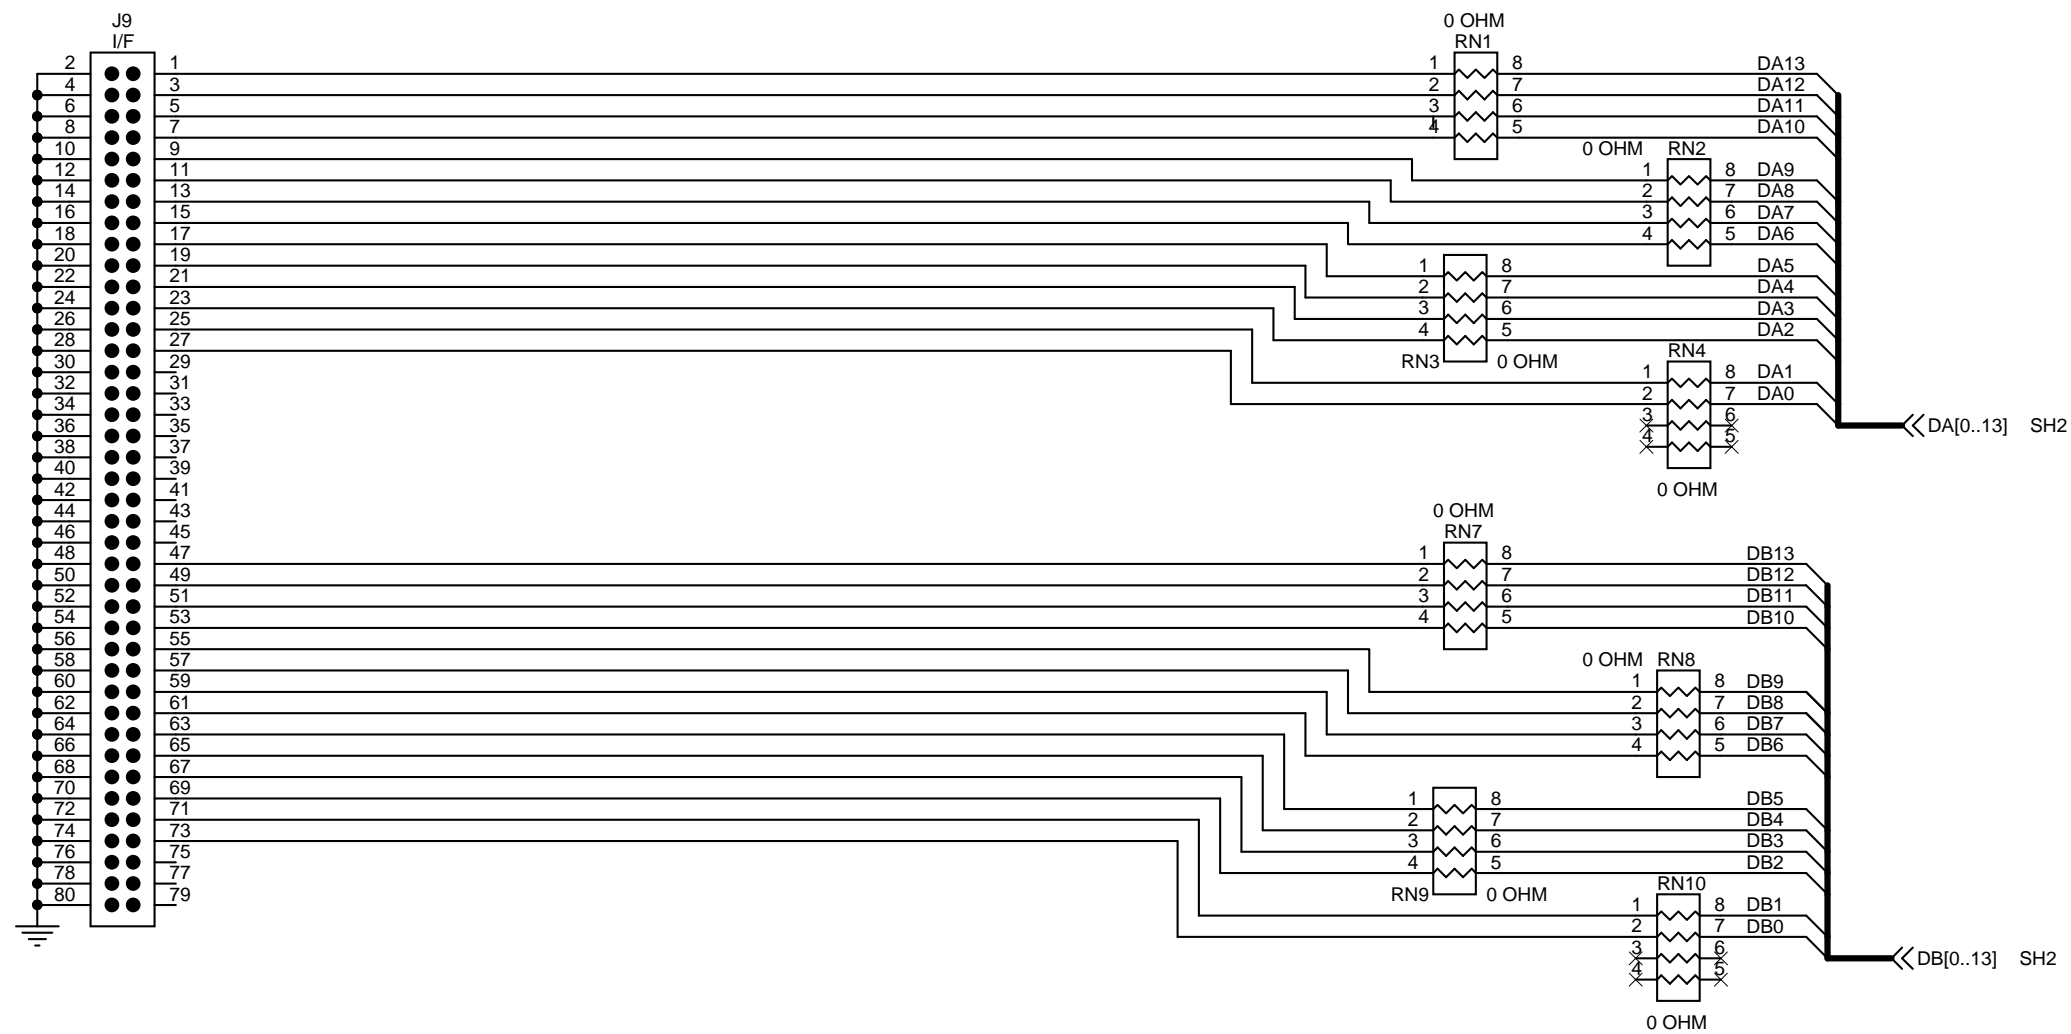 J9
I/F
2 1
4 3
6 5
8 7
10 9
12 11
14 13
16 15
18 17
20 19
22 21
24 23
26 25
28 27
30 29
32 31
34 33
36 35
38 37
40 39
42 41
44 43
46 45
48 47
50 49
52 51
54 53
56 55
58 57
60 59
62 61
64 63
66 65
68 67
70 69
72 71
74 73
76 75
78 77
80 79
0 OHM
RN1
1 8 DA13
2 7 DA12
3 6 DA11
4 5 DA10
0 OHM RN2
1 8 DA9
2 7 DA8
3 6 DA7
4 5 DA6
1 8 DA5
2 7 DA4
3 6 DA3
4 5 DA2
RN3 0 OHM
RN4
1 8 DA1
2 7 DA0
3 6
4 5
0 OHM
DA[0..13] SH2
0 OHM
RN7
1 8 DB13
2 7 DB12
3 6 DB11
4 5 DB10
0 OHM RN8
1 8 DB9
2 7 DB8
3 6 DB7
4 5 DB6
1 8 DB5
2 7 DB4
3 6 DB3
4 5 DB2
RN9 0 OHM
RN10
1 8 DB1
2 7 DB0
3 6
4 5
0 OHM
DB[0..13] SH2